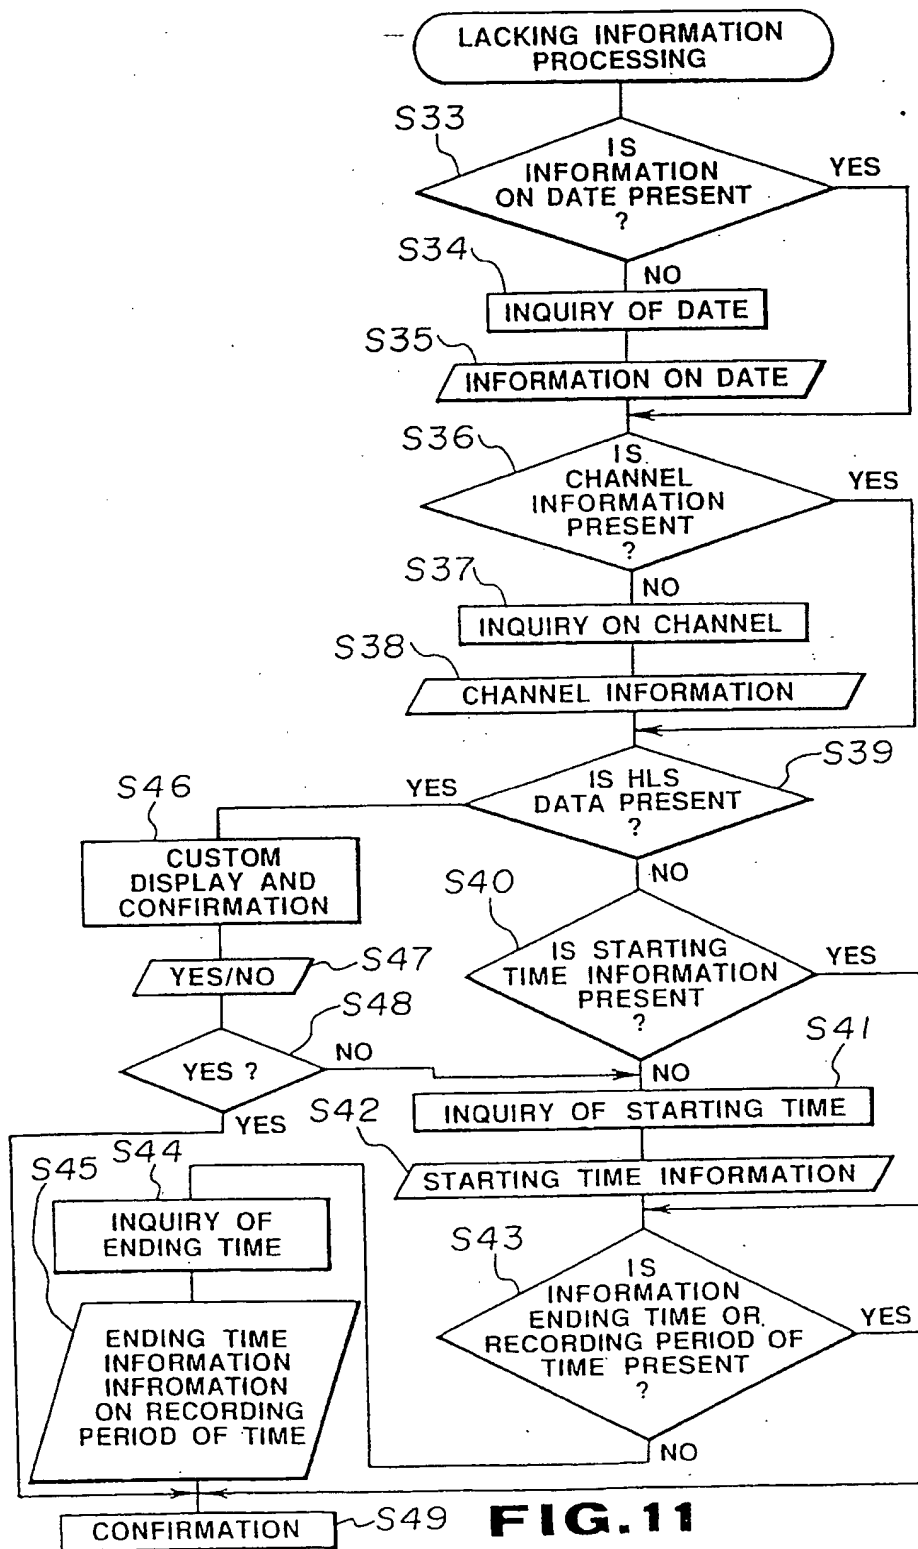 LACKING INFORMATION
PROCESSING
S33
IS
INFORMATION
ON DATE PRESENT
?
YES
S34
NO
INQUIRY OF DATE
S35
INFORMATION ON DATE
S36
IS
CHANNEL
INFORMATION
PRESENT
?
YES
S37
NO
INQUIRY ON CHANNEL
S38
CHANNEL INFORMATION
S39
IS HLS
DATA PRESENT
?
YES
NO
S46
CUSTOM
DISPLAY AND
CONFIRMATION
S47
YES/NO
S48
YES ?
NO
YES
S40
IS STARTING
TIME INFORMATION
PRESENT
?
YES
NO
S41
INQUIRY OF STARTING TIME
S42
STARTING TIME INFORMATION
S43
IS
INFORMATION
ENDING TIME OR
RECORDING PERIOD OF
TIME PRESENT
?
YES
NO
S44
INQUIRY OF
ENDING TIME
S45
ENDING TIME
INFORMATION
INFROMATION
ON RECORDING
PERIOD OF TIME
CONFIRMATION
S49
FIG.11